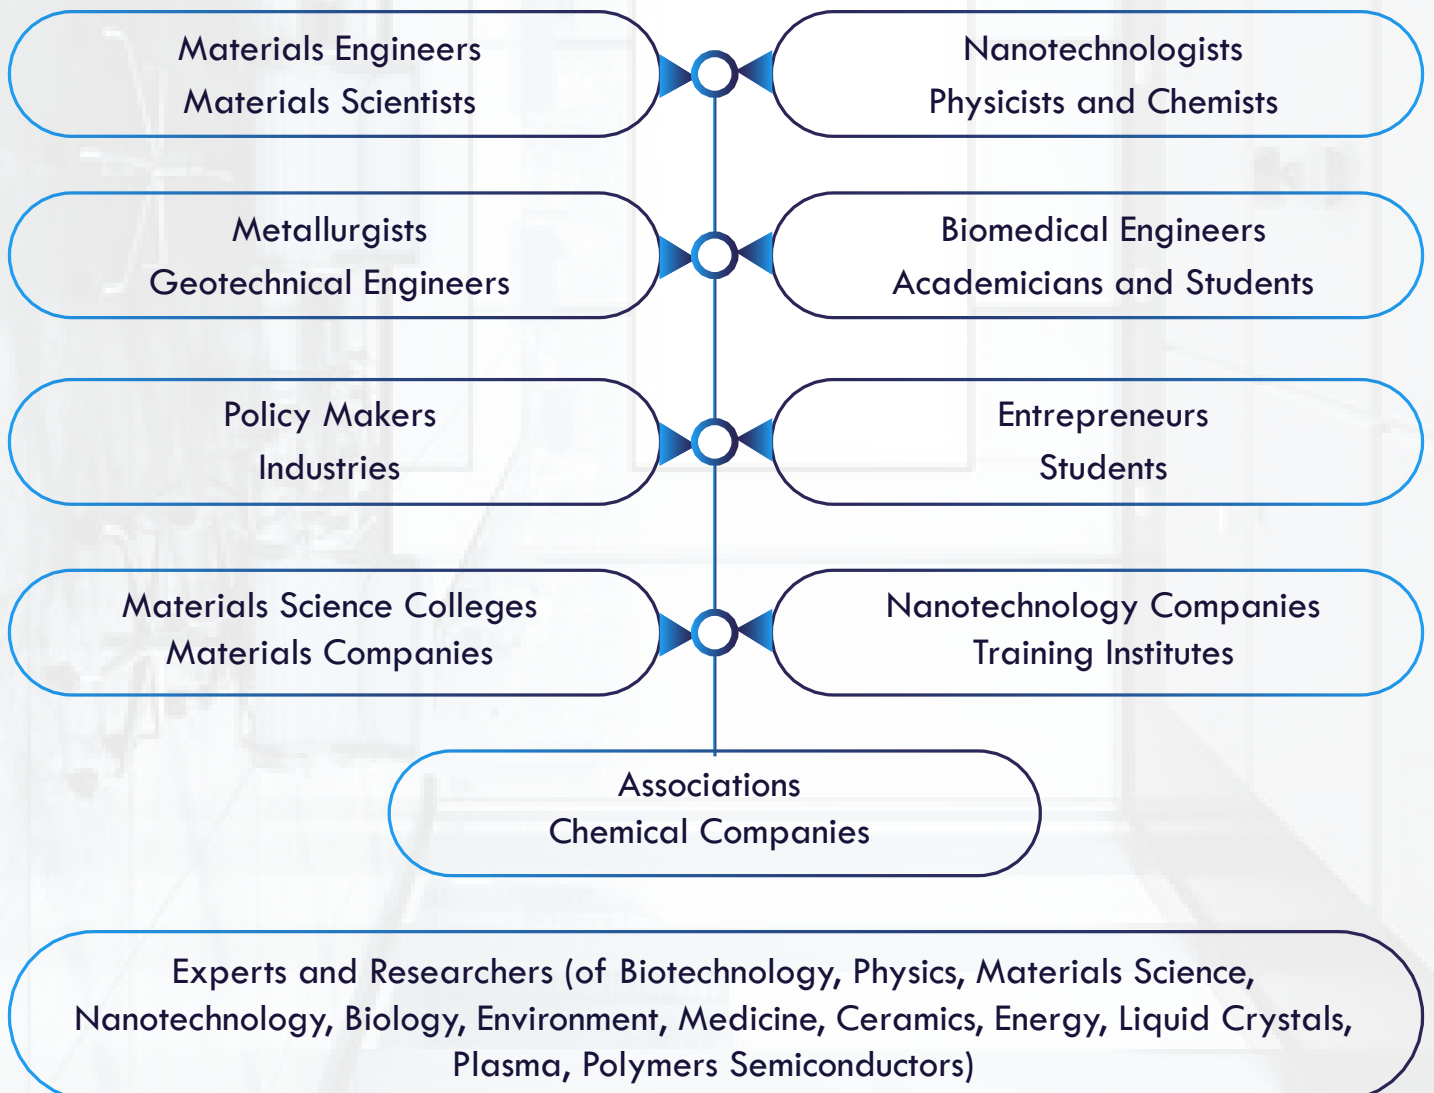 Materials Engineers
Materials Scientists
Nanotechnologists
Physicists and Chemists
Metallurgists
Geotechnical Engineers
Biomedical Engineers
Academicians and Students
Policy Makers
Industries
Entrepreneurs
Students
Materials Science Colleges
Materials Companies
Nanotechnology Companies
Training Institutes
Associations
Chemical Companies
Experts and Researchers (of Biotechnology, Physics, Materials Science,
Nanotechnology, Biology, Environment, Medicine, Ceramics, Energy, Liquid Crystals,
Plasma, Polymers Semiconductors)